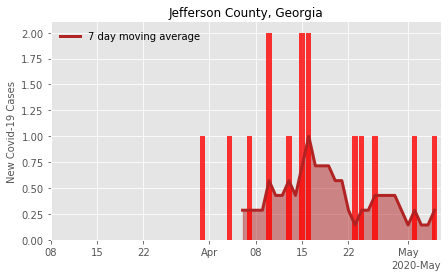 Jefferson County, Georgia
7 day moving average
New Covid-19 Cases
2.00
1.75
1.50
1.25
1.00
0.75
0.50
0.25
0.00
08 15 22 Apr 08 15 22 May
2020-May